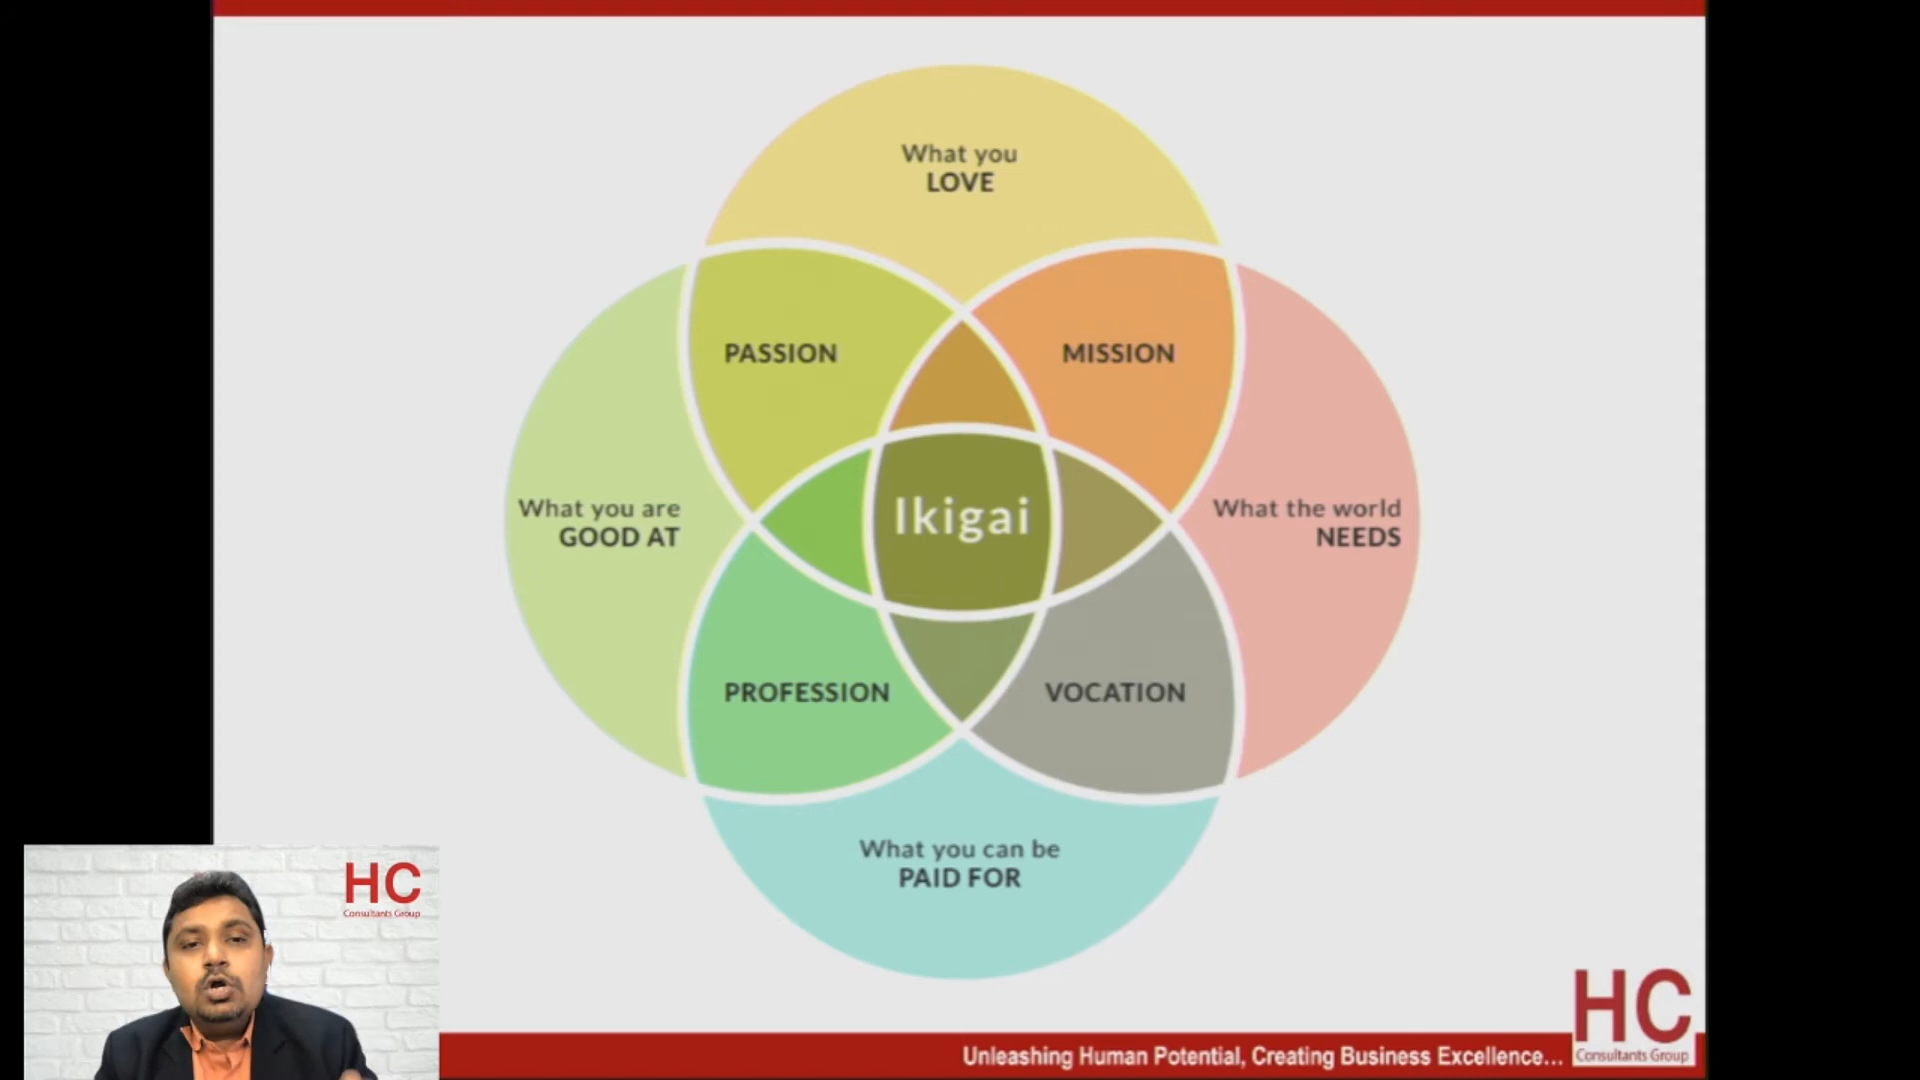 What you
LOVE
PASSION
MISSION
What you are
GOOD AT
Ikigai
What the world
NEEDS
PROFESSION
VOCATION
What you can be
PAID FOR
HC
Consultants Group
HC
Consultants Group
Unleashing Human Potential, Creating Business Excellence...